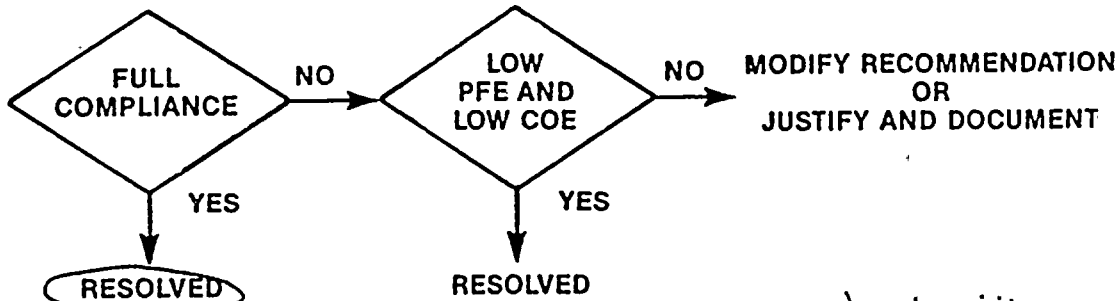 FULL
COMPLIANCE
NO
LOW
PFE AND
LOW COE
NO
MODIFY RECOMMENDATION
OR
JUSTIFY AND DOCUMENT
YES
YES
RESOLVED
RESOLVED